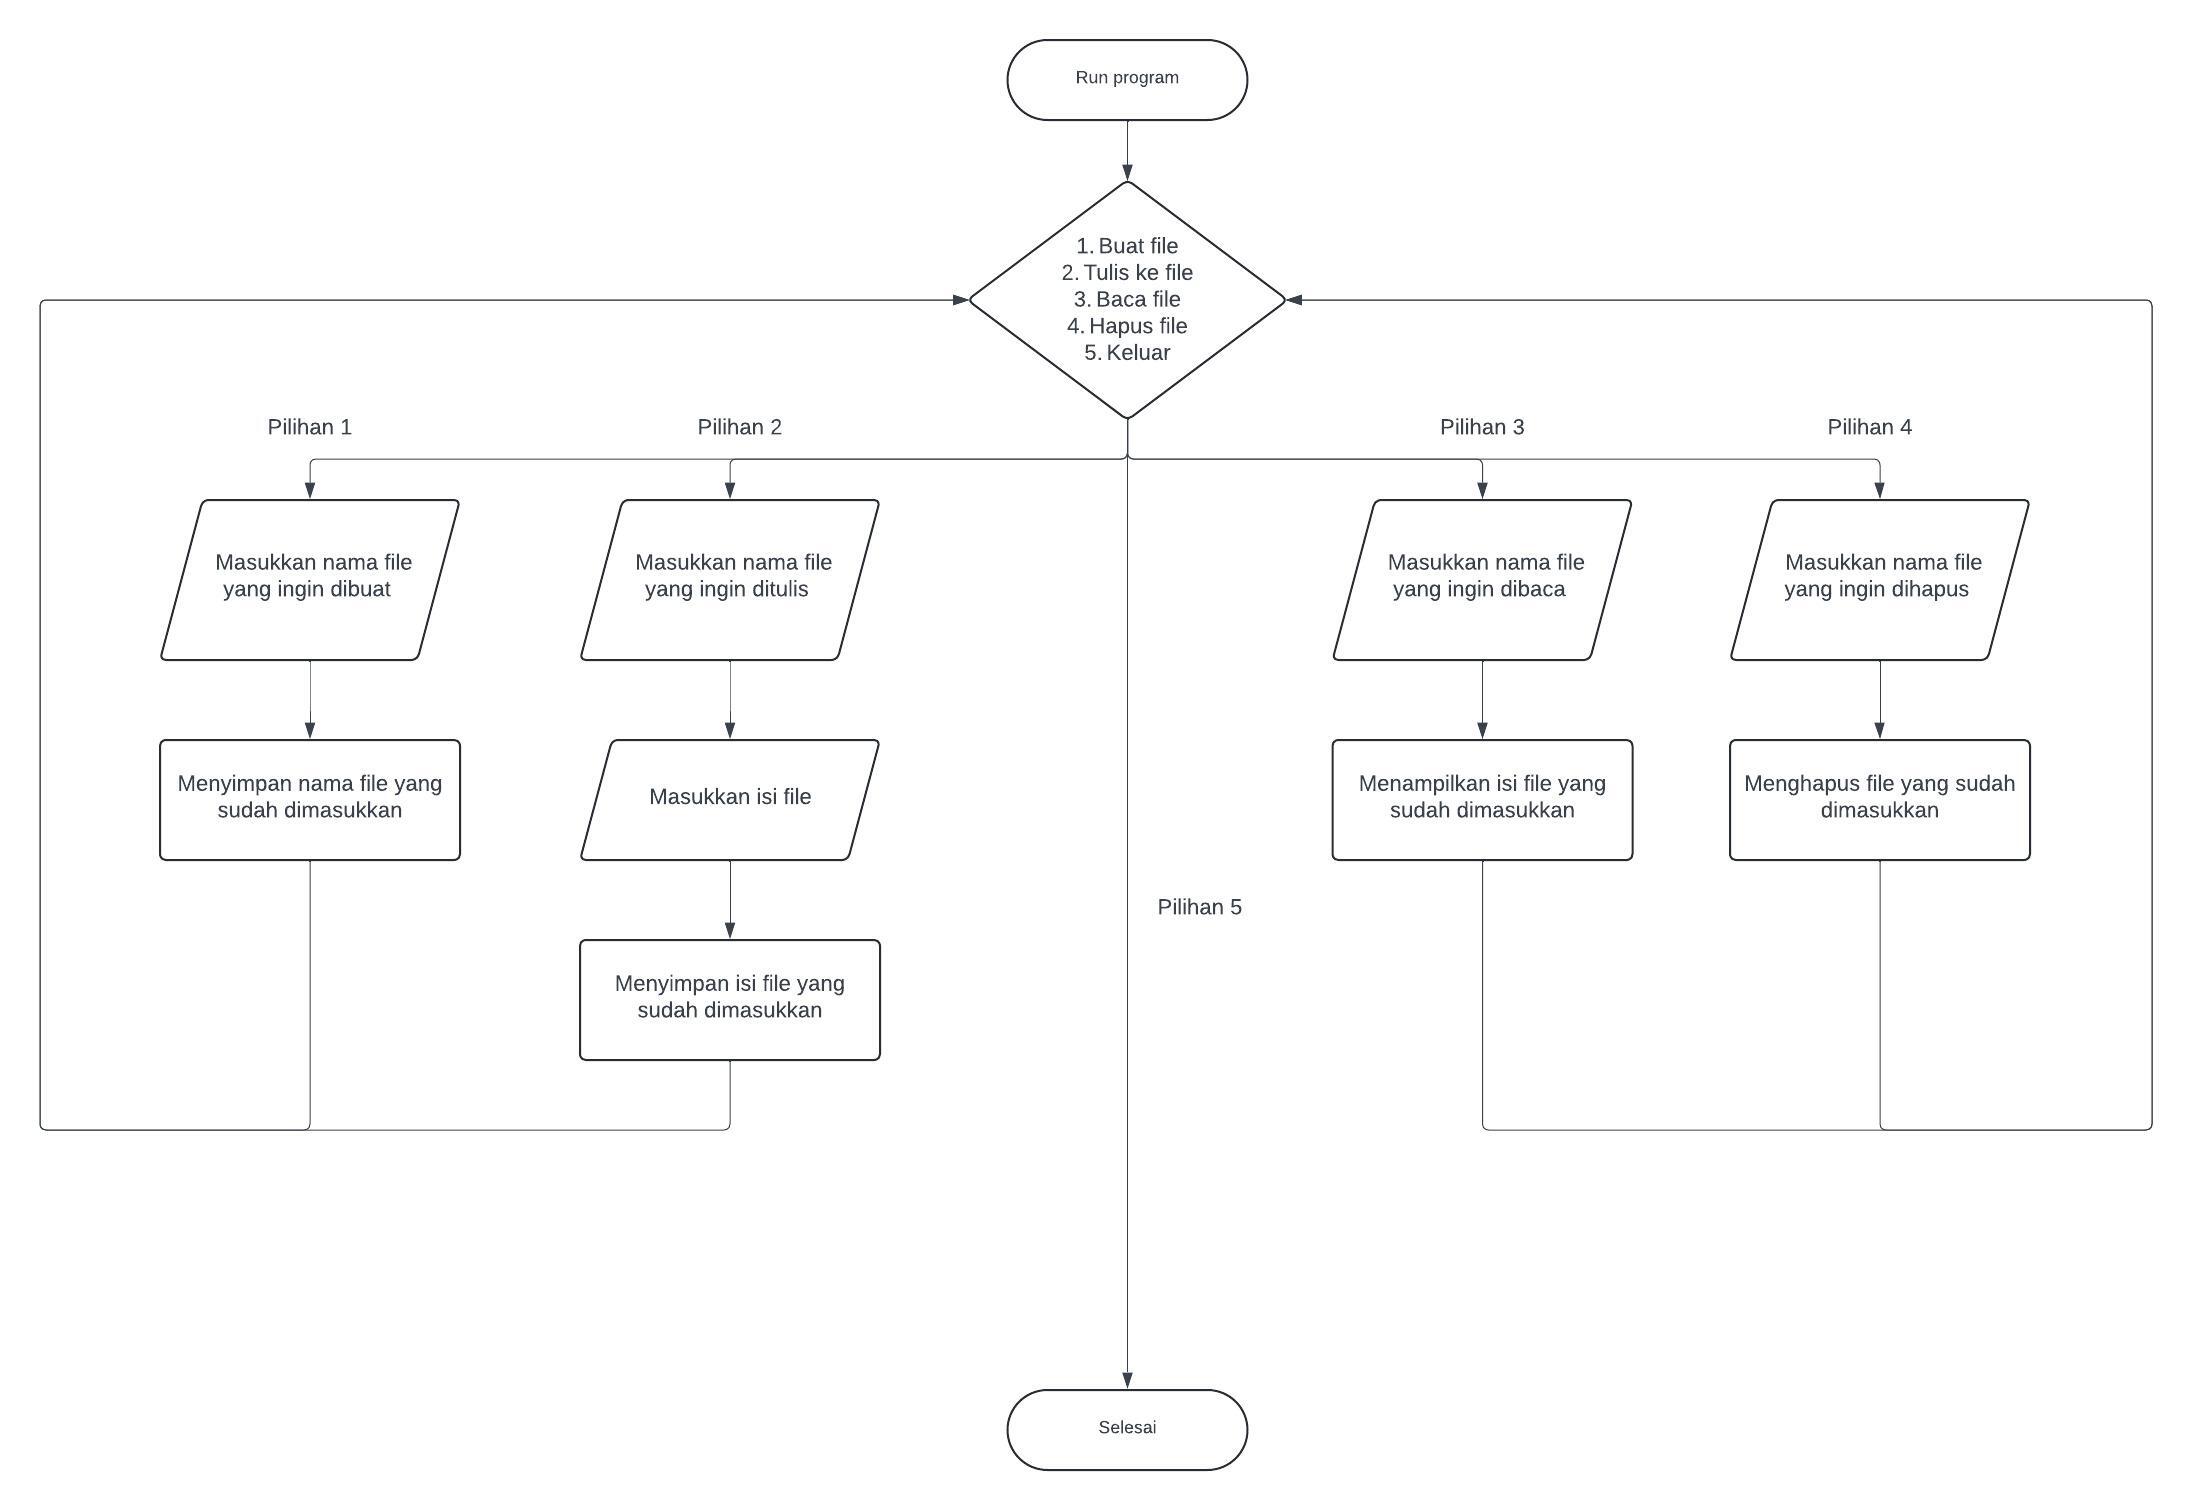 Run program
1. Buat file
2. Tulis ke file
3. Baca file
4. Hapus file
5. Keluar
Pilihan 1
Pilihan 2
Pilihan 3
Pilihan 4
Masukkan nama file
yang ingin dibuat
Masukkan nama file
yang ingin ditulis
Masukkan nama file
yang ingin dibaca
Masukkan nama file
yang ingin dihapus
Menyimpan nama file yang
sudah dimasukkan
Masukkan isi file
Menampilkan isi file yang
sudah dimasukkan
Menghapus file yang sudah
dimasukkan
Pilihan 5
Menyimpan isi file yang
sudah dimasukkan
Selesai